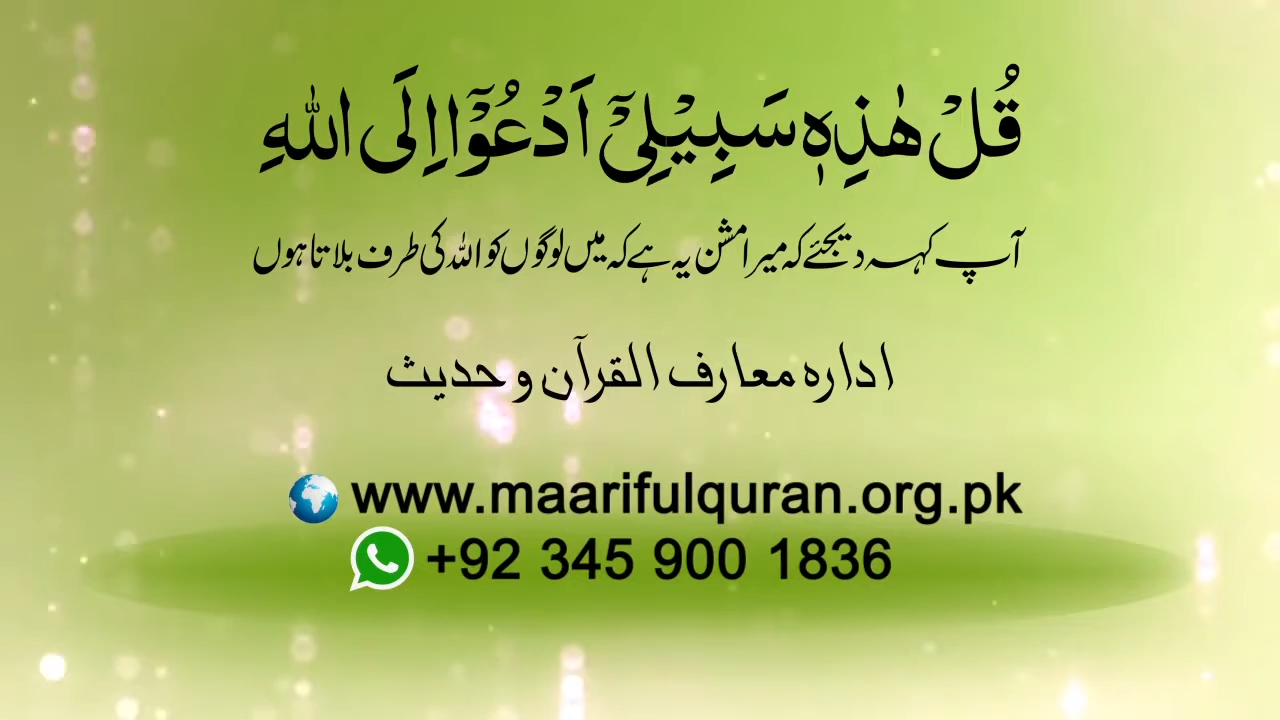 قُلْ هٰذِهٖ سَبِيْلِيْٓ اَدْعُوْٓا اِلَى اللّٰهِ
آپ کہہ دیجئے کہ میرا مشن یہ ہے کہ میں لوگوں کو اللہ کی طرف بلاتا ہوں
ادارہ معارف القرآن و حدیث
www.maarifulquran.org.pk
+92 345 900 1836